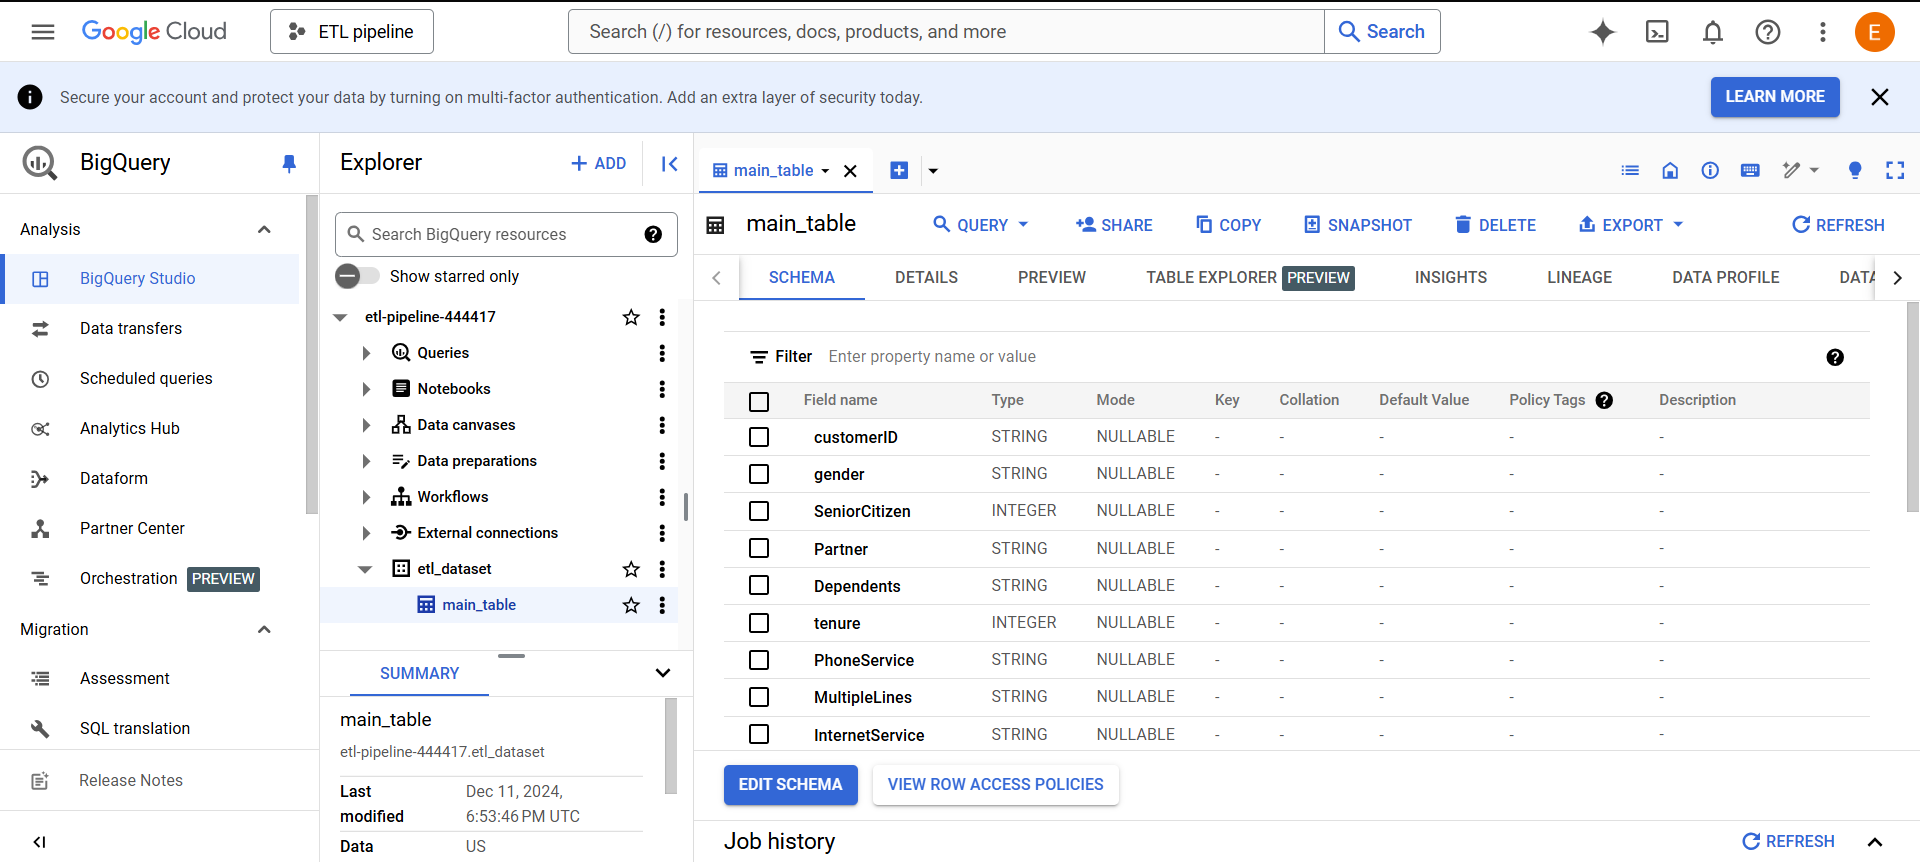 Google Cloud
ETL pipeline
Search (/) for resources, docs, products, and more
Search
E
Secure your account and protect your data by turning on multi-factor authentication. Add an extra layer of security today.
LEARN MORE
BigQuery
Analysis
BigQuery Studio
Data transfers
Scheduled queries
Analytics Hub
Dataform
Partner Center
Orchestration PREVIEW
Migration
Assessment
SQL translation
Release Notes
Explorer
+ ADD
Search BigQuery resources
Show starred only
etl-pipeline-444417
Queries
Notebooks
Data canvases
Data preparations
Workflows
External connections
etl_dataset
main_table
SUMMARY
main_table
etl-pipeline-444417.etl_dataset
Last modified Dec 11, 2024, 6:53:46 PM UTC
Data US
main_table
main_table
QUERY SHARE COPY SNAPSHOT DELETE EXPORT REFRESH
SCHEMA DETAILS PREVIEW TABLE EXPLORER PREVIEW INSIGHTS LINEAGE DATA PROFILE DATA
Filter Enter property name or value
Field name Type Mode Key Collation Default Value Policy Tags Description
customerID STRING NULLABLE - - - - -
gender STRING NULLABLE - - - - -
SeniorCitizen INTEGER NULLABLE - - - - -
Partner STRING NULLABLE - - - - -
Dependents STRING NULLABLE - - - - -
tenure INTEGER NULLABLE - - - - -
PhoneService STRING NULLABLE - - - - -
MultipleLines STRING NULLABLE - - - - -
InternetService STRING NULLABLE - - - - -
EDIT SCHEMA
VIEW ROW ACCESS POLICIES
Job history
REFRESH